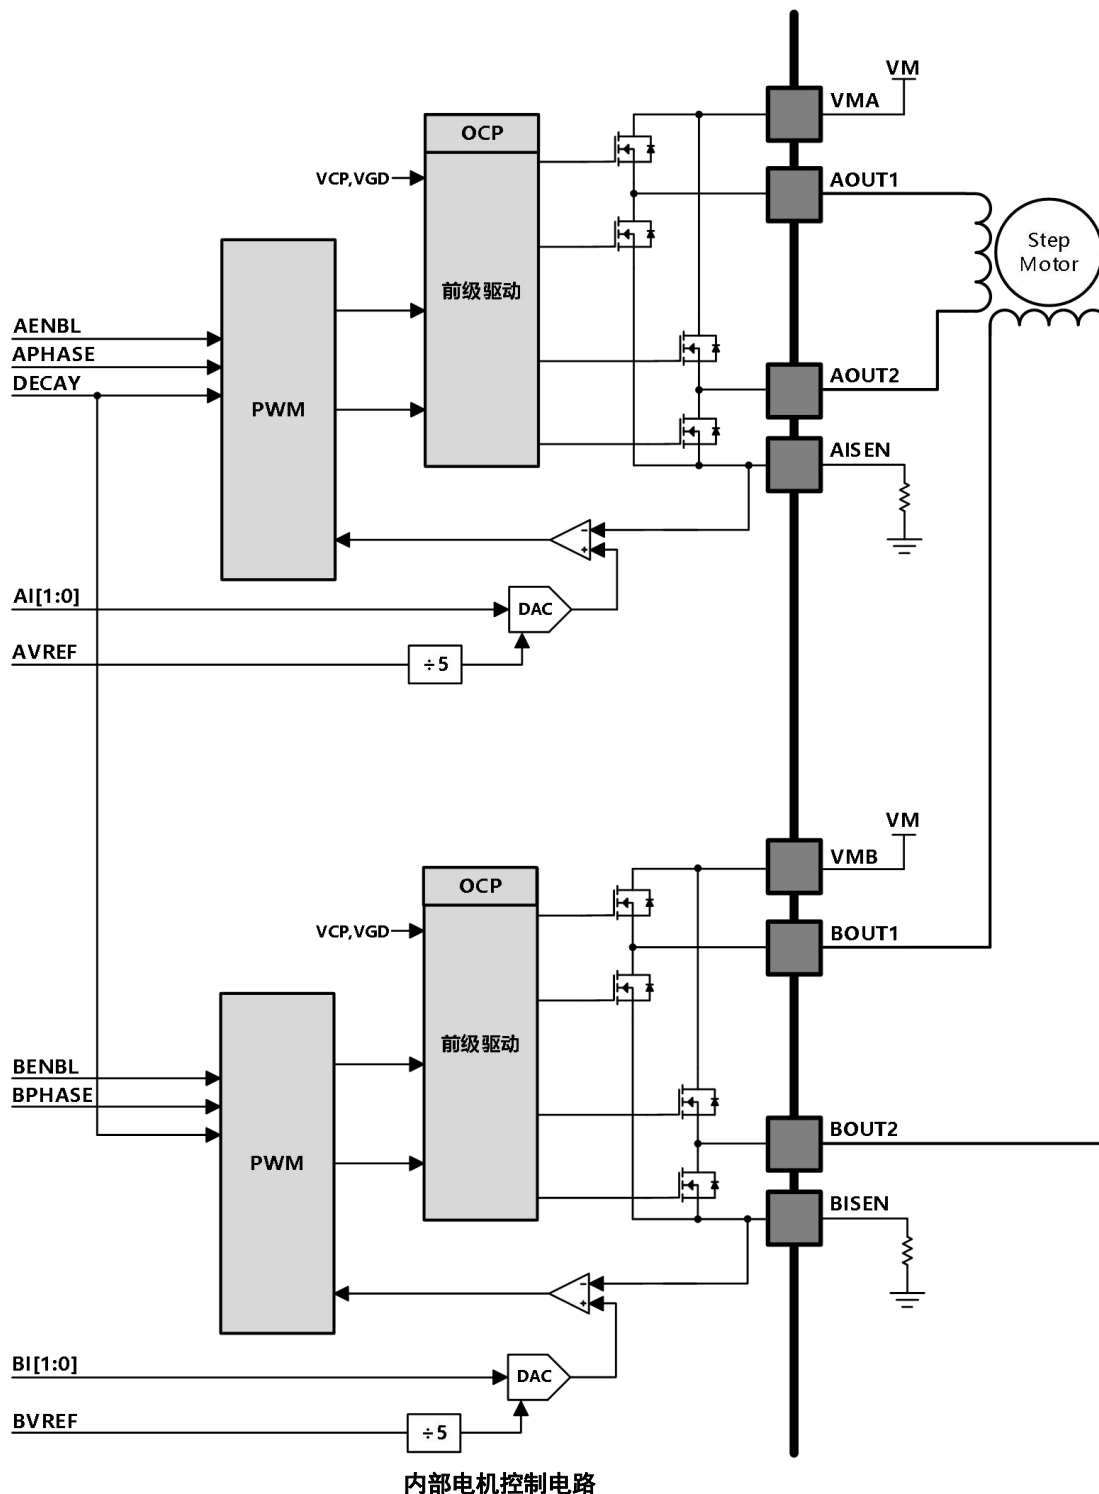 VM
VMA
OCP
VCP,VGD
AOUT1
Step
Motor
前级驱动
AENBL
APHASE
DECAY
PWM
AOUT2
AISEN
-
+
AI[1:0]
DAC
AVREF
÷5
VM
VMB
OCP
VCP,VGD
BOUT1
前级驱动
BENBL
BPHASE
PWM
BOUT2
BISEN
-
+
BI[1:0]
DAC
BVREF
÷5
内部电机控制电路